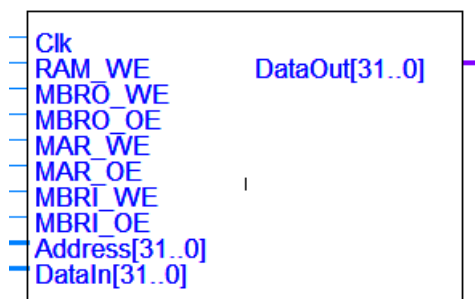 Clk
RAM_WE DataOut[31..0]
MBRO_WE
MBRO_OE
MAR_WE
MAR_OE
MBRI_WE
MBRI_OE
Address[31..0]
DataIn[31..0]